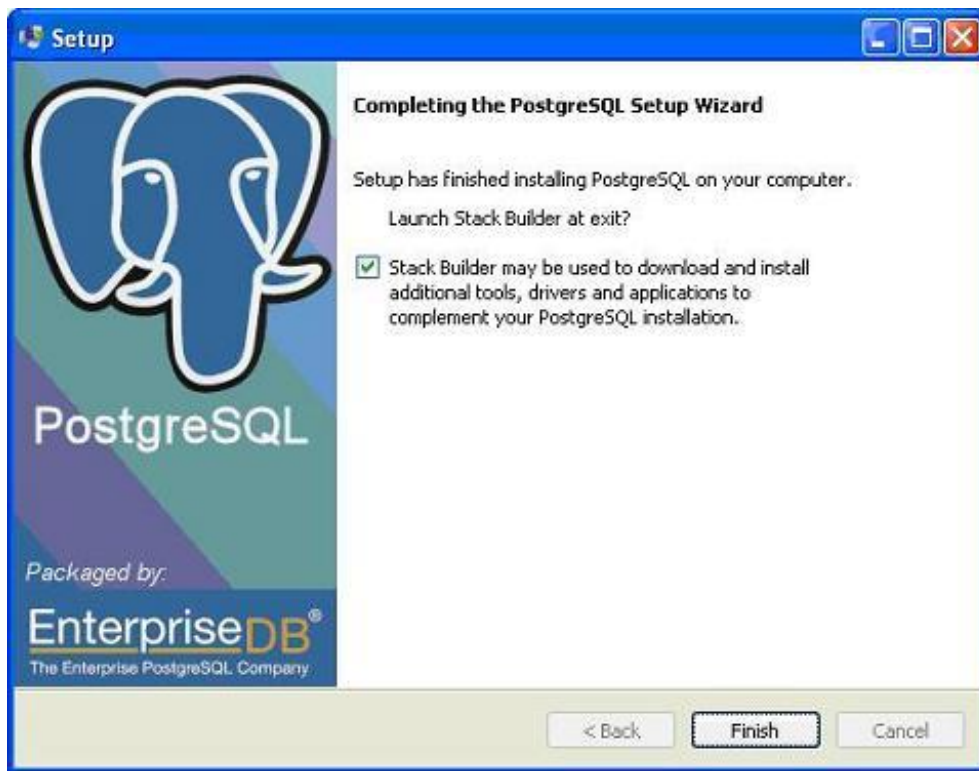 Setup
Completing the PostgreSQL Setup Wizard
Setup has finished installing PostgreSQL on your computer.
Launch Stack Builder at exit?
Stack Builder may be used to download and install
additional tools, drivers and applications to
complement your PostgreSQL installation.
PostgreSQL
Packaged by:
EnterpriseDB®
The Enterprise PostgreSQL Company
< Back
Finish
Cancel